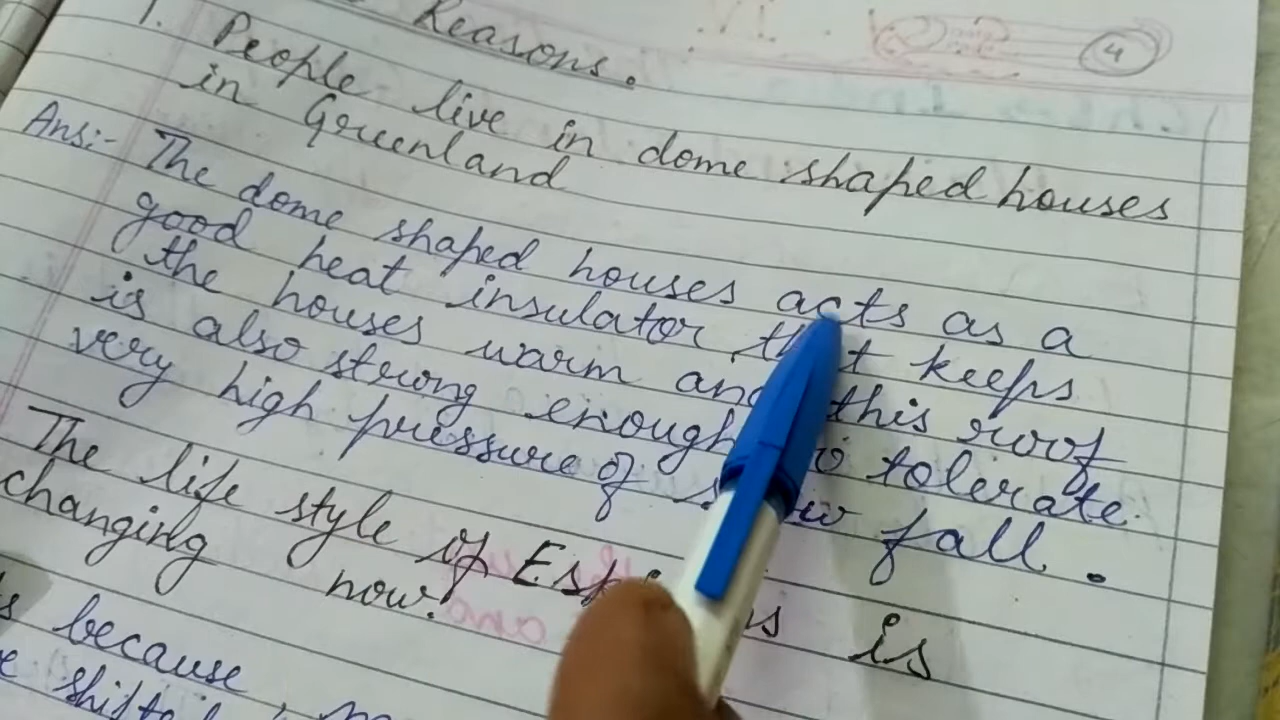 Reasons.
1. People live in dome shaped houses
in Greenland
Ans:- The dome shaped houses acts as a
good heat insulator that keeps
the houses warm and this roof
is also strong enough to tolerate
very high pressure of snow fall.
The life style of is
changing now.
because
shifted
4